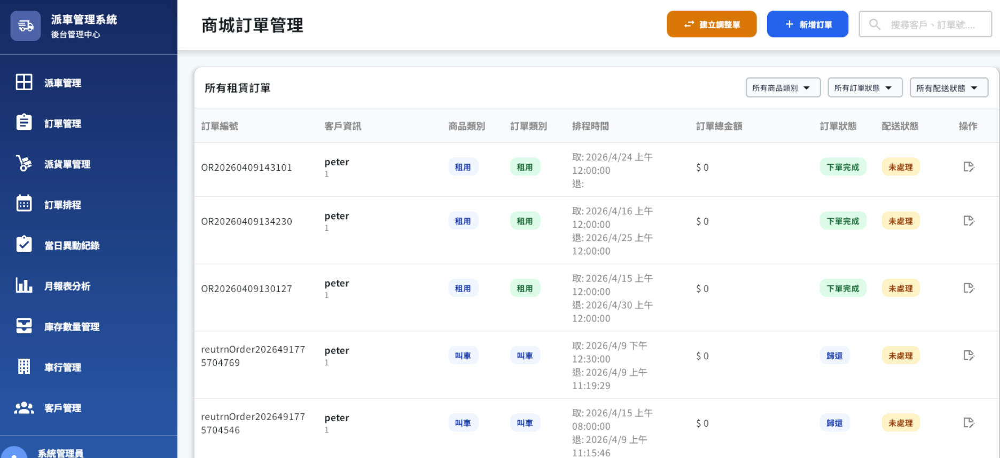 派車管理系統
後台管理中心
派車管理
訂單管理
派貨單管理
訂單排程
當日異動紀錄
月報表分析
庫存數量管理
車行管理
客戶管理
系統管理員
商城訂單管理
建立調整單
新增訂單
搜尋客戶、訂單號....
所有租賃訂單
所有商品類別
所有訂單狀態
所有配送狀態
訂單編號 客戶資訊 商品類別 訂單類別 排程時間 訂單總金額 訂單狀態 配送狀態 操作
OR20260409143101
peter
1
租用
租用
取: 2026/4/24 上午
12:00:00
退:
$ 0
下單完成
未處理
OR20260409134230
peter
1
租用
租用
取: 2026/4/16 上午
12:00:00
退: 2026/4/25 上午
12:00:00
$ 0
下單完成
未處理
OR20260409130127
peter
1
租用
租用
取: 2026/4/15 上午
12:00:00
退: 2026/4/30 上午
12:00:00
$ 0
下單完成
未處理
reutrnOrder202649177
5704769
peter
1
叫車
叫車
取: 2026/4/9 下午
12:30:00
退: 2026/4/9 上午
11:19:29
$ 0
歸還
未處理
reutrnOrder202649177
5704546
peter
1
叫車
叫車
取: 2026/4/15 上午
08:00:00
退: 2026/4/9 上午
11:15:46
$ 0
歸還
未處理